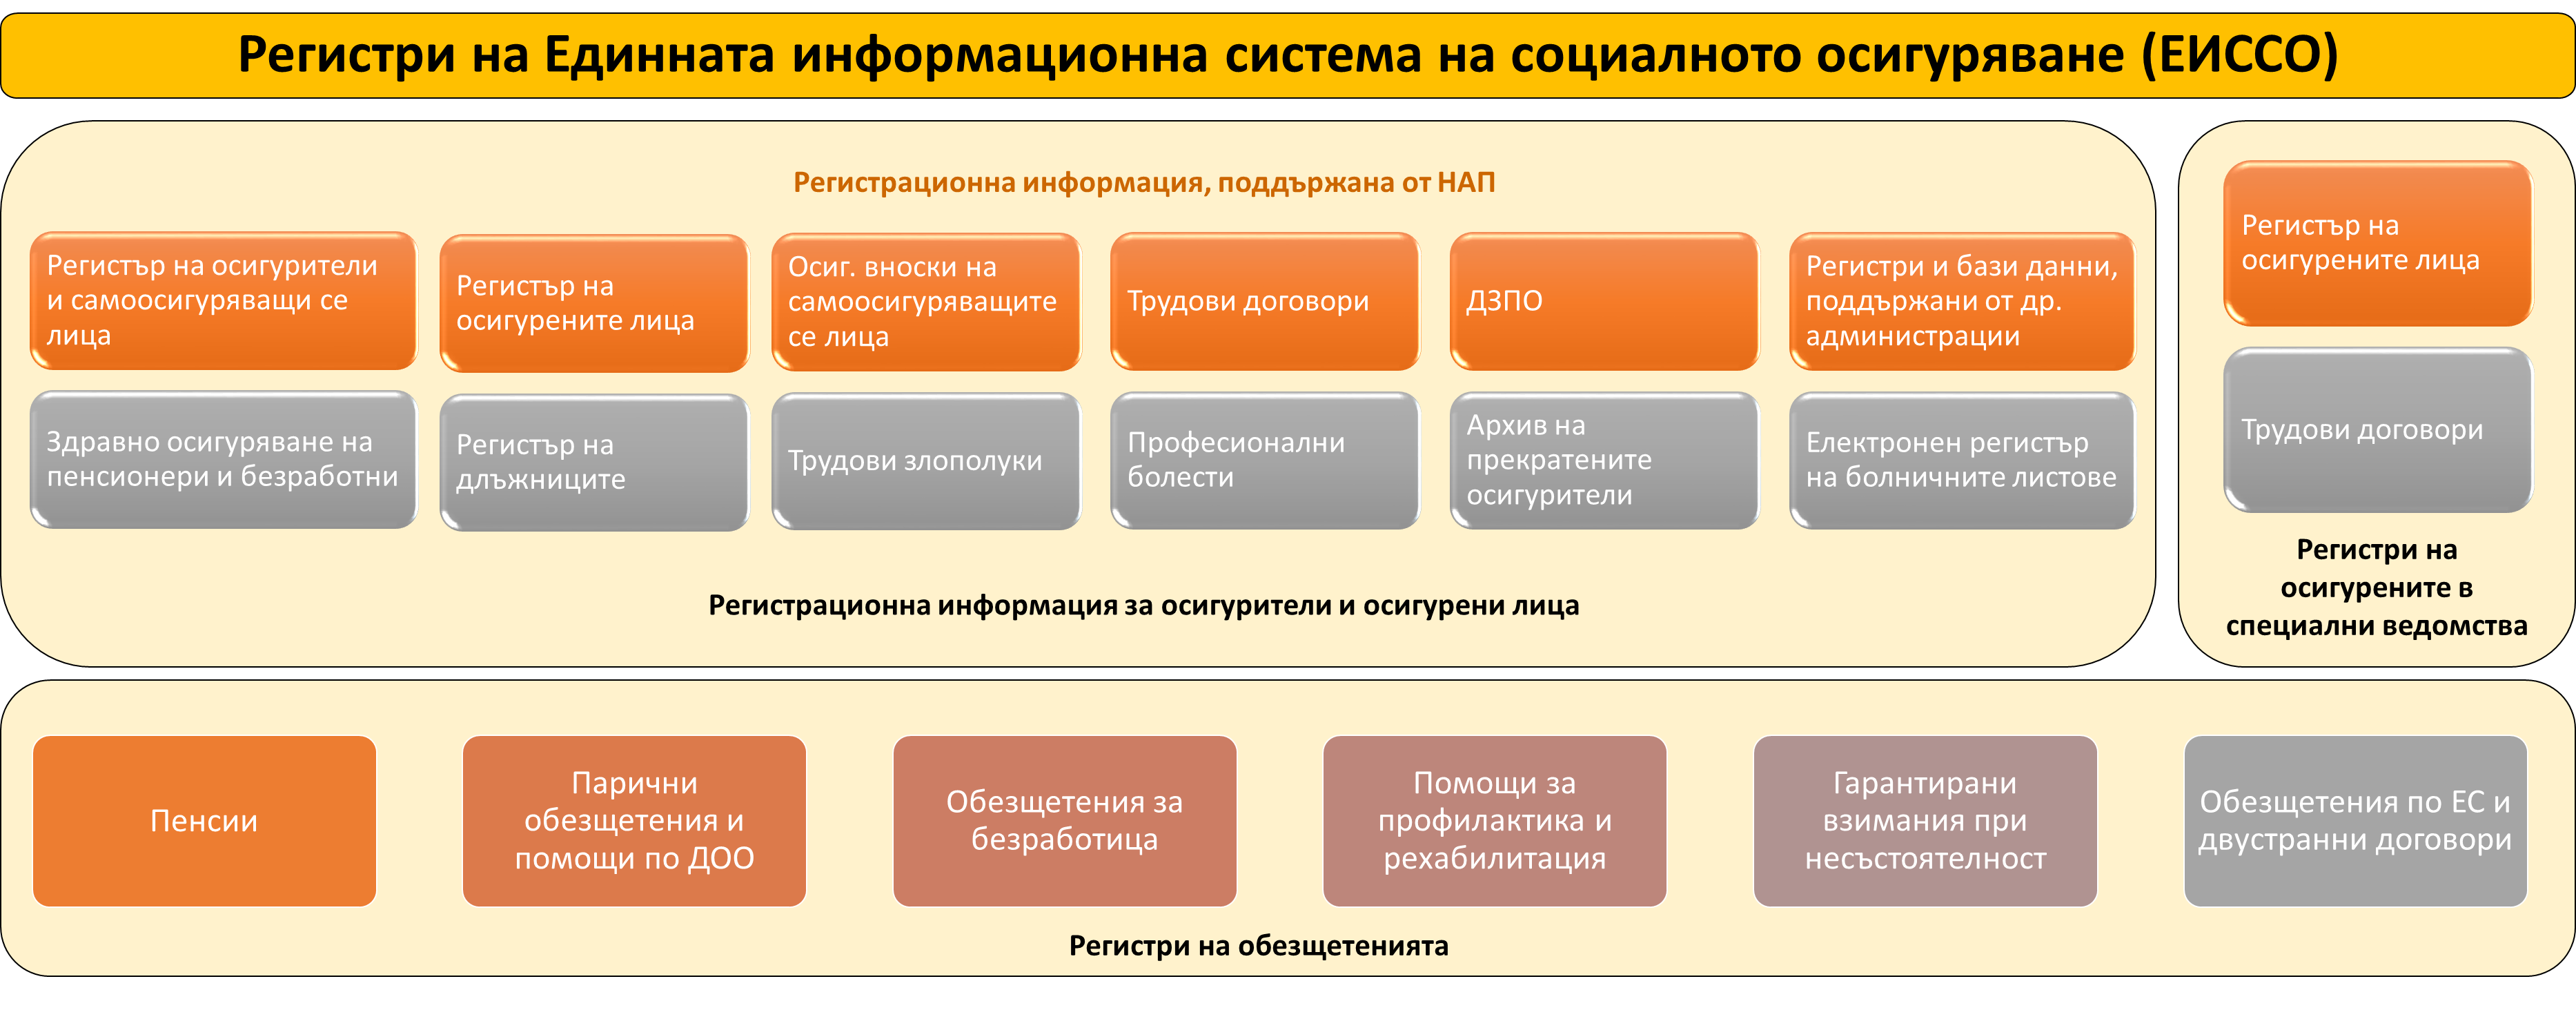 Регистри на Единната информационна система на социалното осигуряване (ЕИССО)
Регистрационна информация, поддържана от НАП
Регистър на осигурители
и самоосигуряващи се
лица
Регистър на
осигурените лица
Осиг. вноски на
самоосигуряващите
се лица
Трудови договори
ДЗПО
Регистри и бази данни,
поддържани от др.
администрации
Здравно осигуряване на
пенсионери и безработни
Регистър на
длъжниците
Трудови злополуки
Професионални
болести
Архив на
прекратените
осигурители
Електронен регистър
на болничните листове
Регистрационна информация за осигурители и осигурени лица
Регистър на
осигурените лица
Трудови договори
Регистри на
осигурените в
специални ведомства
Пенсии
Парични
обезщетения и
помощи по ДОО
Обезщетения за
безработица
Помощи за
профилактика и
рехабилитация
Гарантирани
взимания при
несъстоятелност
Обезщетения по ЕС и
двустранни договори
Регистри на обезщетенията